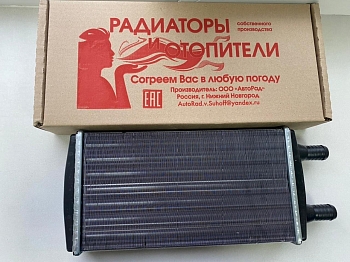 РАДИАТОРЫ
собственного
производства
И ОТОПИТЕЛИ
Согреем Вас в любую погоду
Производитель: ООО «АвтоРад»
Россия, г. Нижний Новгород
AutoRad.v.Suhoff@yandex.ru
ЕАС